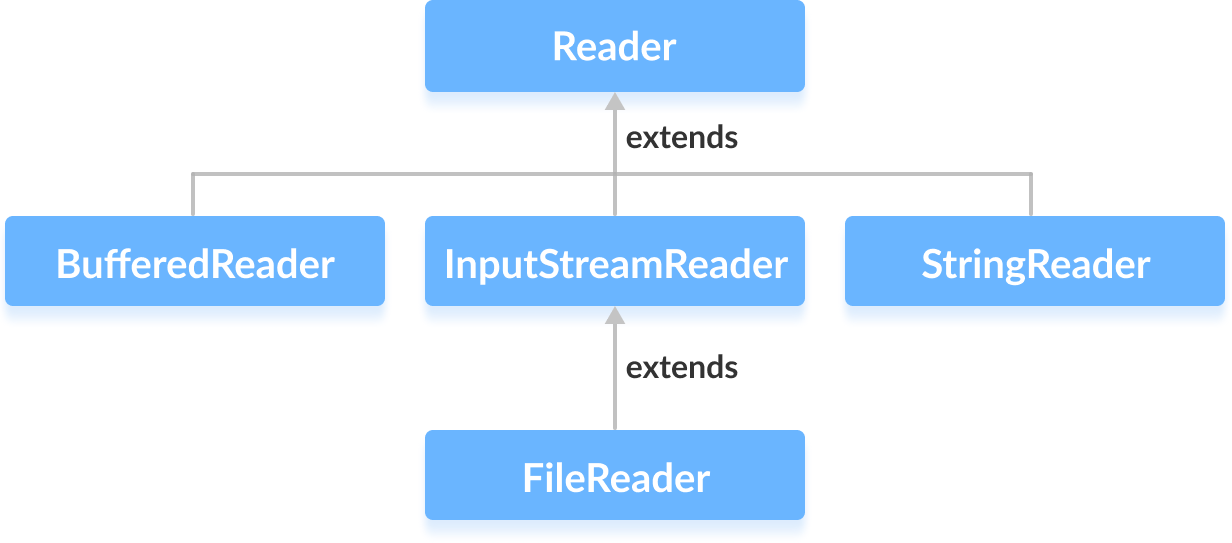 Reader
extends
BufferedReader
InputStreamReader
StringReader
extends
FileReader